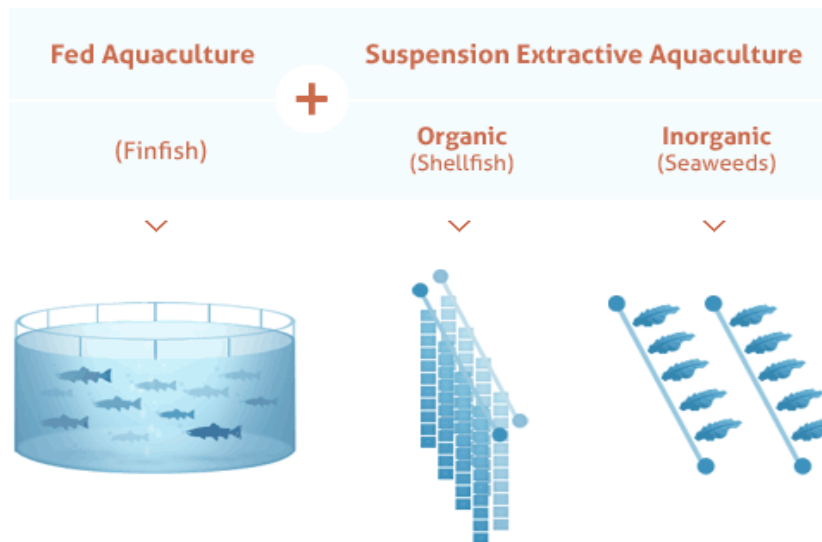 Fed Aquaculture
+
Suspension Extractive Aquaculture
(Finfish)
Organic
(Shellfish)
Inorganic
(Seaweeds)